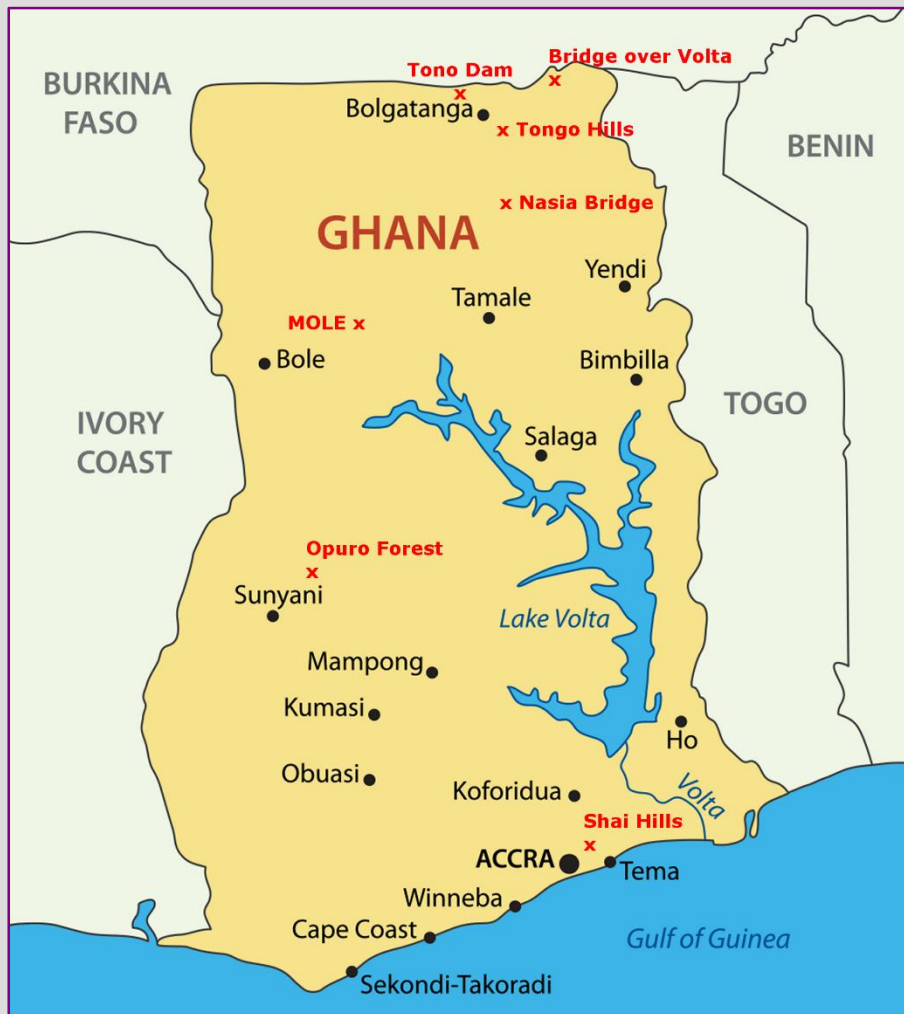 Bridge over Volta
x
Tono Dam
x
BURKINA
FASO
Bolgatanga
x Tongo Hills
BENIN
x Nasia Bridge
GHANA
Yendi
Tamale
MOLE x
Bole
Bimbilla
TOGO
IVORY
COAST
Salaga
Opuro Forest
x
Sunyani
Lake Volta
Mampong
Kumasi
Ho
Obuasi
Koforidua
Volta
Shai Hills
x
ACCRA
Tema
Winneba
Cape Coast
Gulf of Guinea
Sekondi-Takoradi